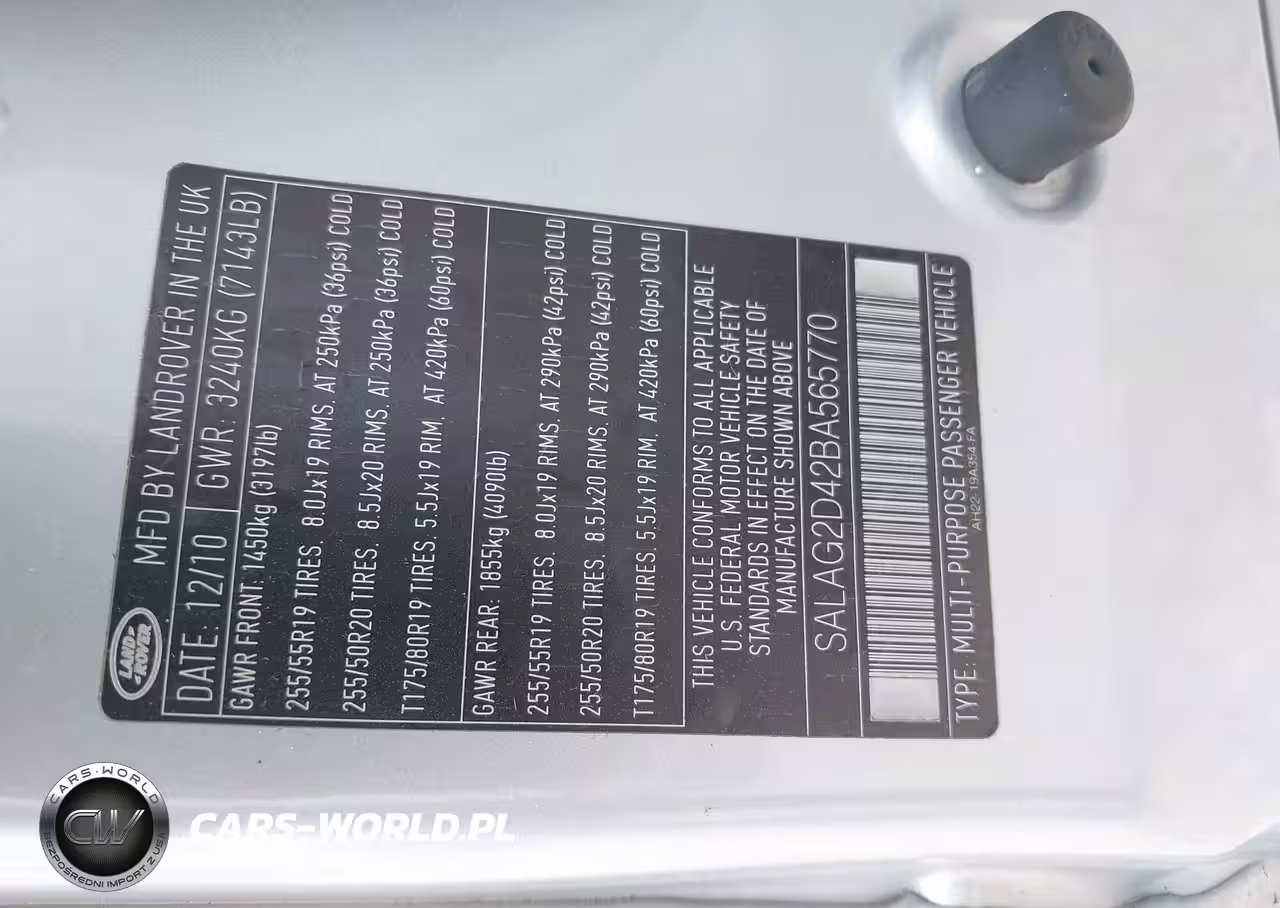 LAND ROVER
MFD BY LANDROVER IN THE UK
DATE: 12/10 GWR: 3240KG (7143LB)
GAWR FRONT: 1450kg (3197lb)
255/55R19 TIRES. 8.0Jx19 RIMS. AT 250kPa (36psi) COLD
255/50R20 TIRES. 8.5Jx20 RIMS. AT 250kPa (36psi) COLD
T175/80R19 TIRES. 5.5Jx19 RIM. AT 420kPa (60psi) COLD
GAWR REAR: 1855kg (4090lb)
255/55R19 TIRES. 8.0Jx19 RIMS. AT 290kPa (42psi) COLD
255/50R20 TIRES. 8.5Jx20 RIMS. AT 290kPa (42psi) COLD
T175/80R19 TIRES. 5.5Jx19 RIM. AT 420kPa (60psi) COLD
THIS VEHICLE CONFORMS TO ALL APPLICABLE
U.S. FEDERAL MOTOR VEHICLE SAFETY
STANDARDS IN EFFECT ON THE DATE OF
MANUFACTURE SHOWN ABOVE
SALAG2D42BA565770
TYPE: MULTI-PURPOSE PASSENGER VEHICLE
AH22-19A354-FA
CARS-WORLD
CW
BEZPOŚREDNI IMPORT Z USA
CARS-WORLD.PL